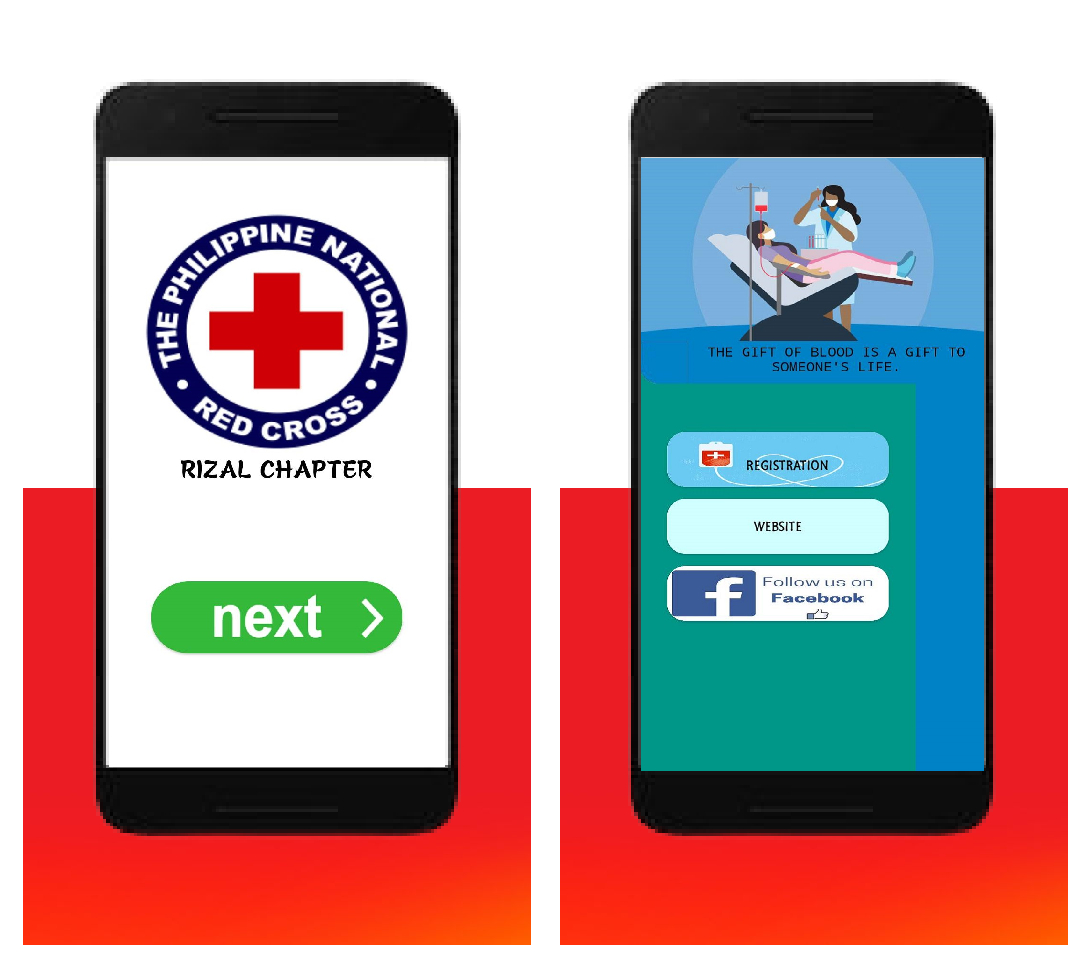 THE PHILIPPINE NATIONAL
RED CROSS
RIZAL CHAPTER
next
THE GIFT OF BLOOD IS A GIFT TO
SOMEONE'S LIFE.
REGISTRATION
WEBSITE
f
Follow us on
Facebook